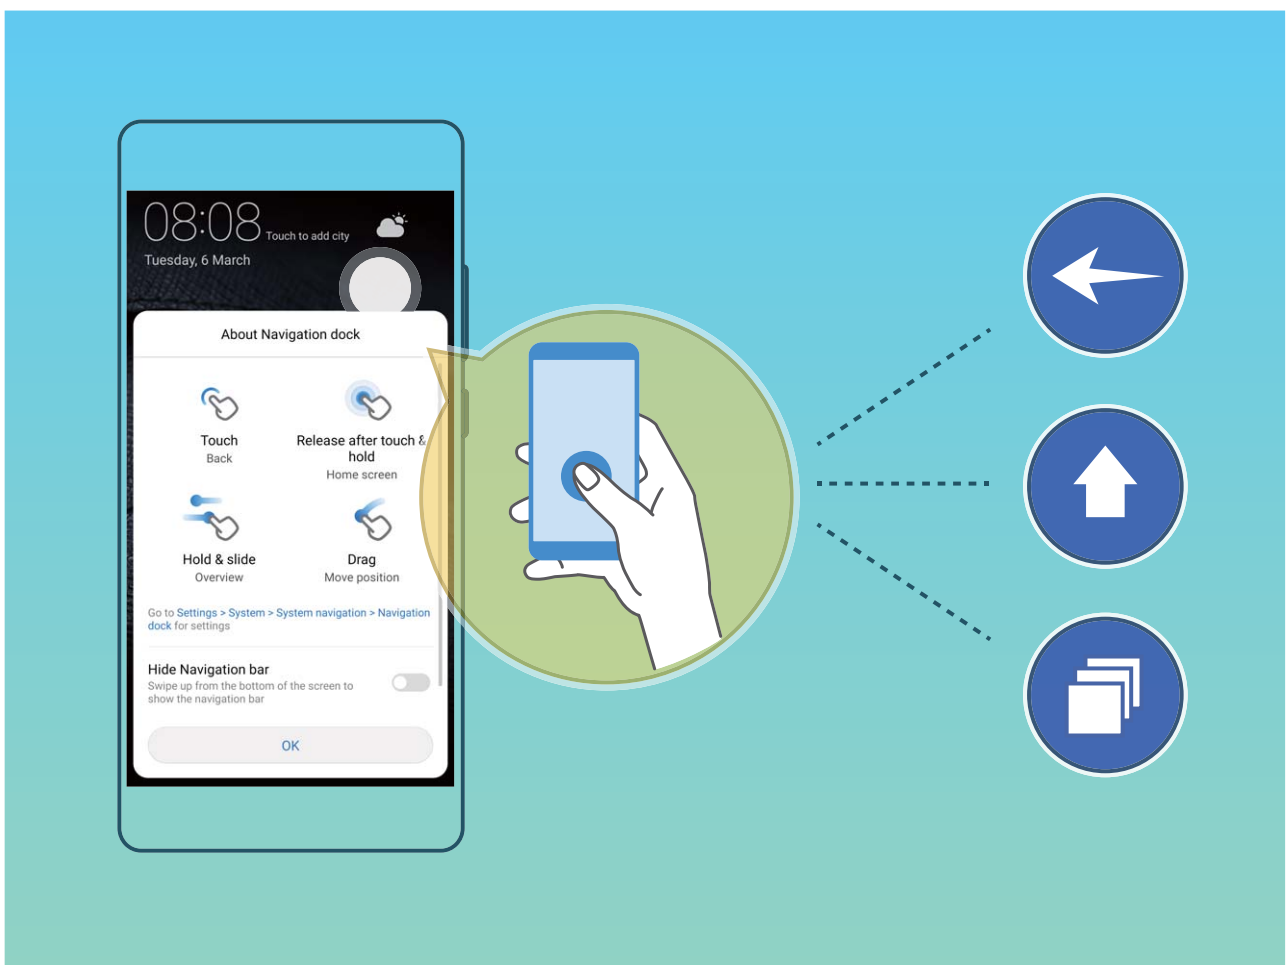 08:08 Touch to add city
Tuesday, 6 March
About Navigation dock
Touch
Back
Release after touch &
hold
Home screen
Hold & slide
Overview
Drag
Move position
Go to Settings > System > System navigation > Navigation
dock for settings
Hide Navigation bar
Swipe up from the bottom of the screen to
show the navigation bar
OK